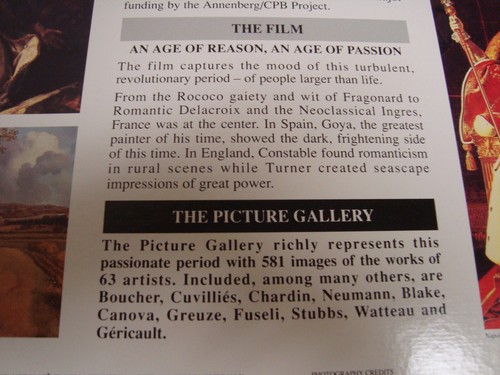 funding by the Annenberg/CPB Project.
THE FILM
AN AGE OF REASON, AN AGE OF PASSION
The film captures the mood of this turbulent,
revolutionary period – of people larger than life.
From the Rococo gaiety and wit of Fragonard to
Romantic Delacroix and the Neoclassical Ingres,
France was at the center. In Spain, Goya, the greatest
painter of his time, showed the dark, frightening side
of this time. In England, Constable found romanticism
in rural scenes while Turner created seascape
impressions of great power.
THE PICTURE GALLERY
The Picture Gallery richly represents this
passionate period with 581 images of the works of
63 artists. Included, among many others, are
Boucher, Cuvilliés, Chardin, Neumann, Blake,
Canova, Greuze, Fuseli, Stubbs, Watteau and
Géricault.
PHOTOGRAPHY CREDITS